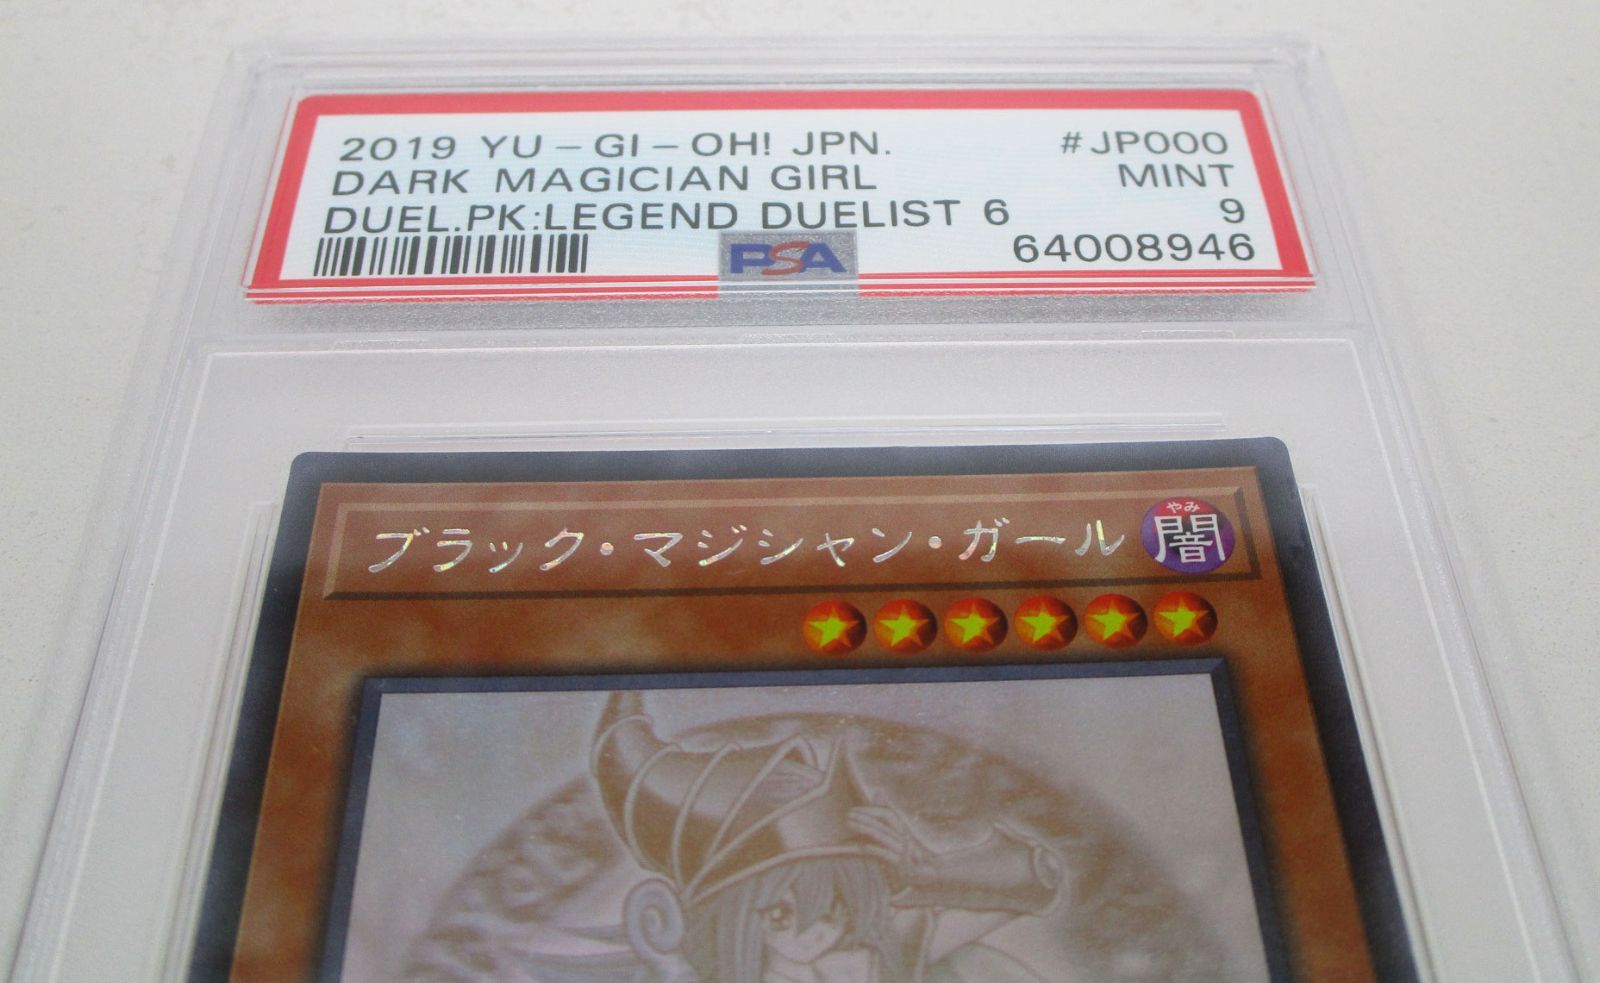 2019 YU-GI-OH! JPN. #JP000
DARK MAGICIAN GIRL MINT
DUEL.PK:LEGEND DUELIST 6 9
PSA 64008946
ブラック・マジシャン・ガール
やみ
闇